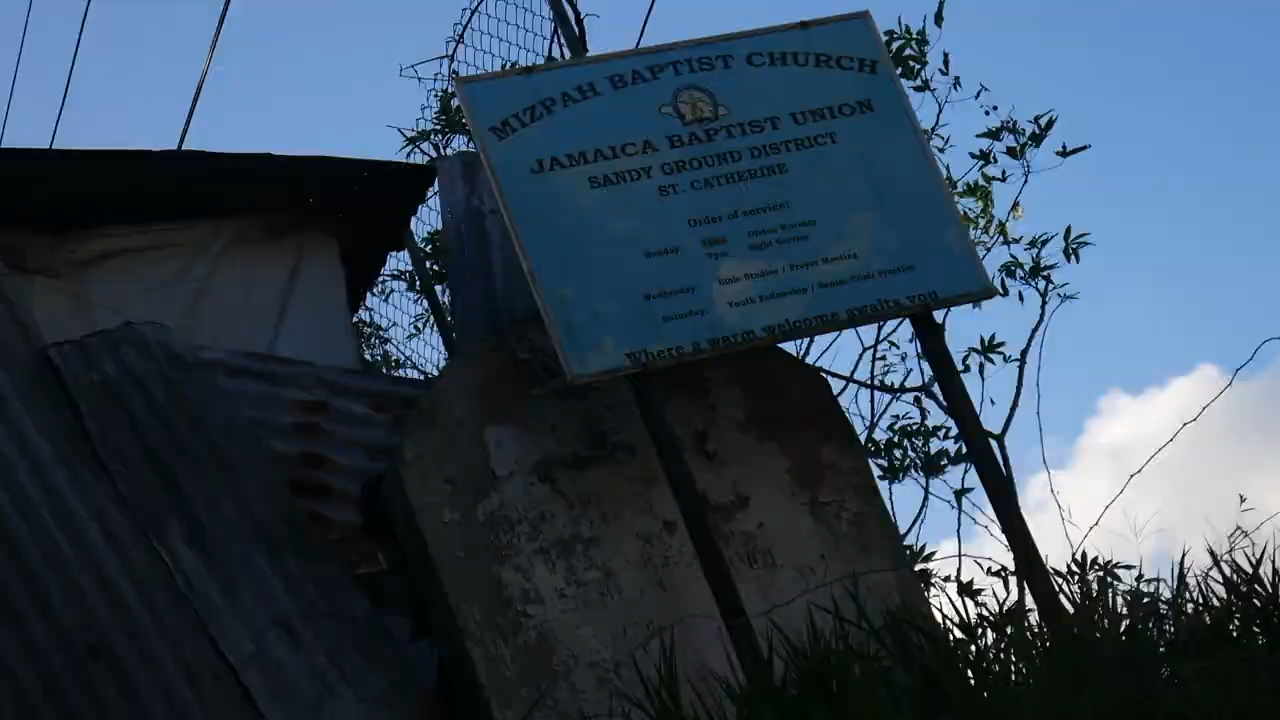 MIZPAH BAPTIST CHURCH
JAMAICA BAPTIST UNION
SANDY GROUND DISTRICT
ST. CATHERINE
Order of service:
Sunday Divine Worship
7pm Night Service
Wednesday Bible Studies / Prayer Meeting
Saturday: Youth Fellowship / Senior Choir Practice
Where a warm welcome awaits you